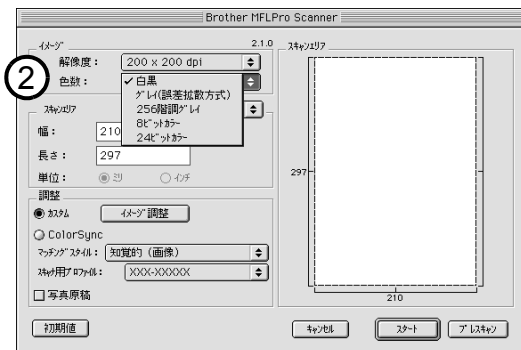 Brother MFLPro Scanner
イメージ 2.1.0
解像度： 200 x 200 dpi
② 色数： ✓白黒
グレイ(誤差拡散方式)
256階調グレイ
8ビットカラー
24ビットカラー
スキャンエリア
幅： 210
長さ： 297
単位： ミリ インチ
調整
カスタム イメージ調整
ColorSync
マッチングスタイル： 知覚的（画像）
スキャナ用プロファイル： XXX-XXXXX
写真原稿
初期値
スキャンエリア
297
210
キャンセル スタート プレスキャン